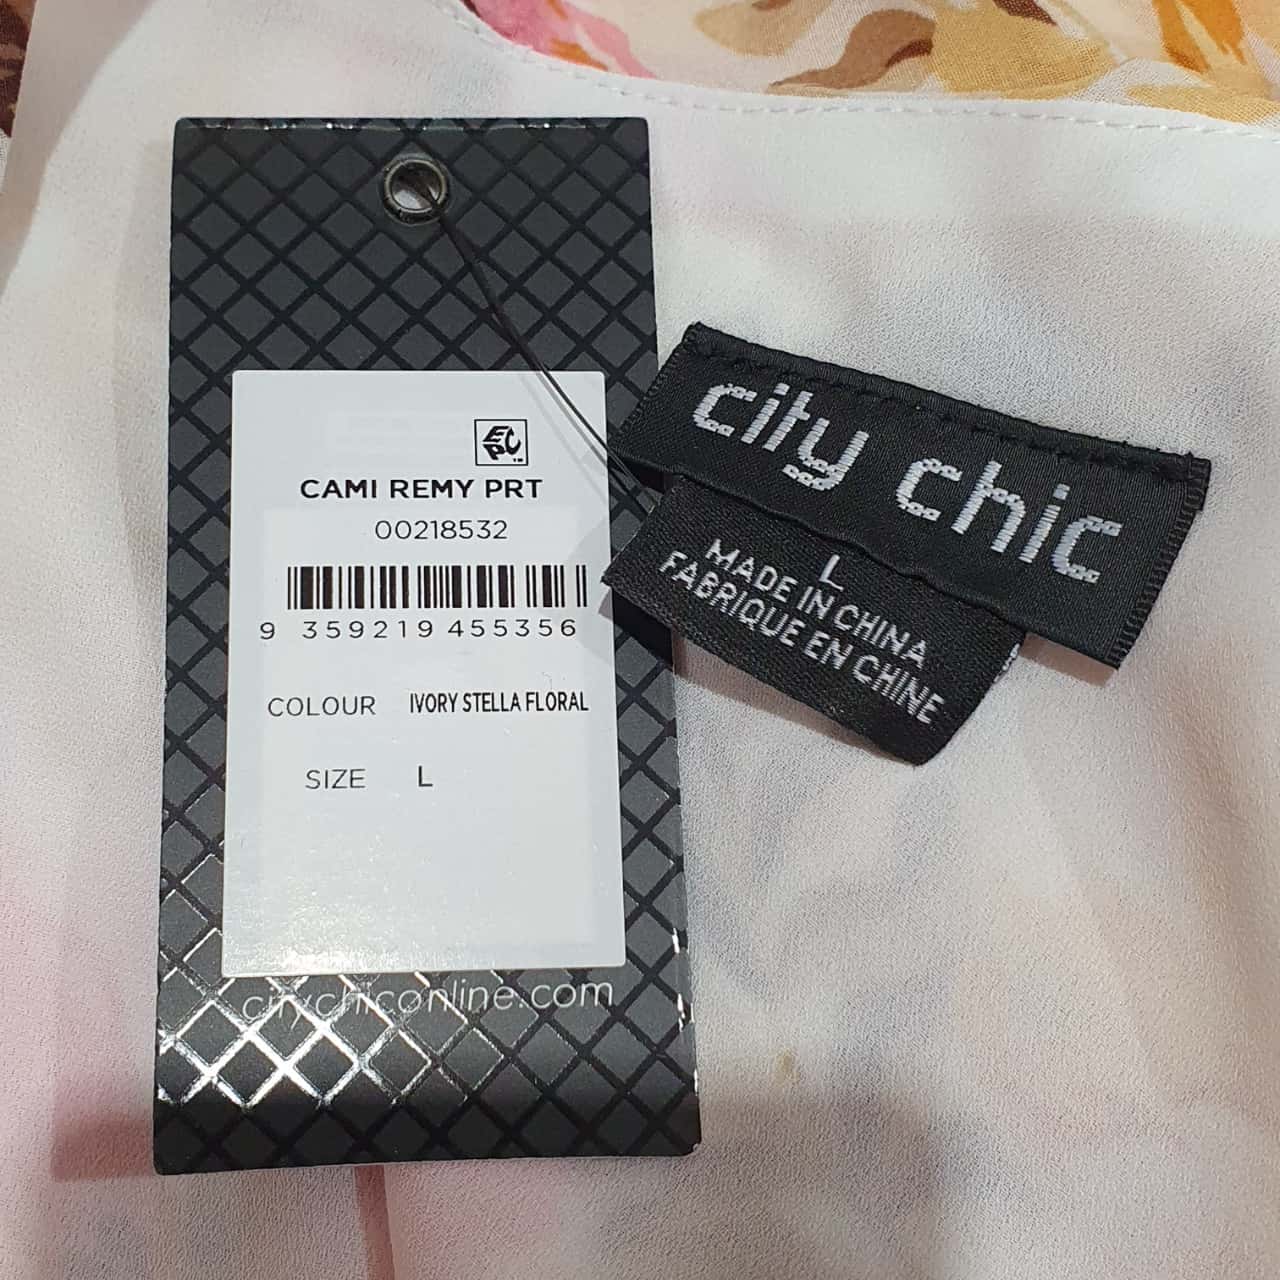 EPC
CAMI REMY PRT
00218532
9 359219 455356
COLOUR IVORY STELLA FLORAL
SIZE L
citychiconline.com
city chic
L
MADE IN CHINA
FABRIQUE EN CHINE